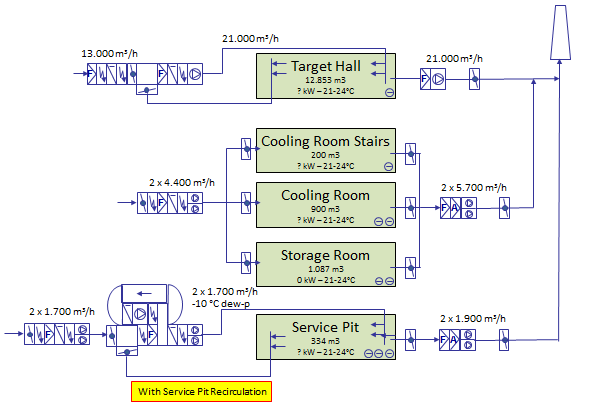 21.000 m³/h
13.000 m³/h
21.000 m³/h
F
F
F
Target Hall
12.853 m3
? kW – 21-24°C
Cooling Room Stairs
200 m3
? kW – 21-24°C
2 x 4.400 m³/h
F
Cooling Room
900 m3
? kW – 21-24°C
2 x 5.700 m³/h
F A
Storage Room
1.087 m3
0 kW – 21-24°C
2 x 1.700 m³/h
-10 °C dew-p
2 x 1.700 m³/h
F
F
Service Pit
334 m3
? kW – 21-24°C
2 x 1.900 m³/h
F A
With Service Pit Recirculation